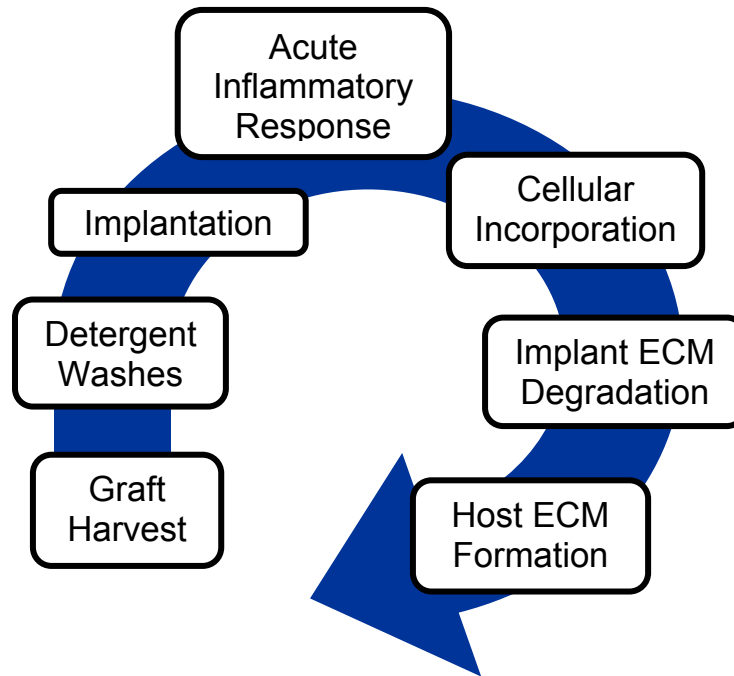 Graft
Harvest
Detergent
Washes
Implantation
Acute
Inflammatory
Response
Cellular
Incorporation
Implant ECM
Degradation
Host ECM
Formation